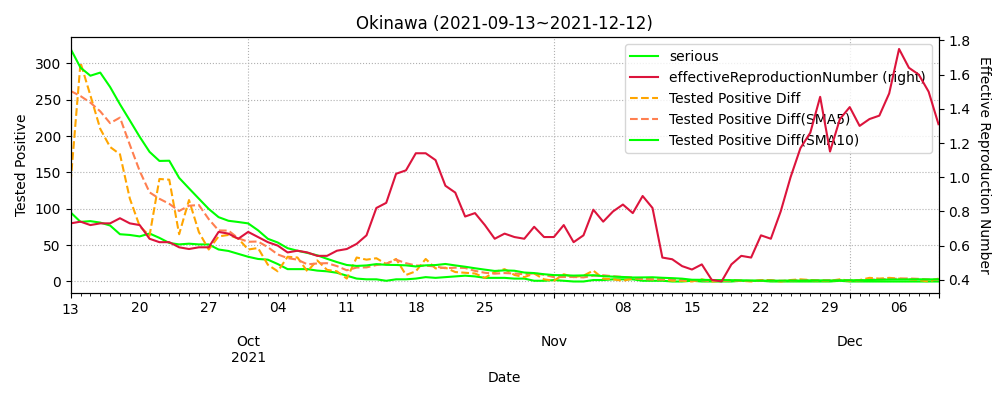 Okinawa (2021-09-13~2021-12-12)
serious
effectiveReproductionNumber (right)
Tested Positive Diff
Tested Positive Diff(SMA5)
Tested Positive Diff(SMA10)
Tested Positive
300
250
200
150
100
50
0
1.8
1.6
1.4
1.2
1.0
0.8
0.6
0.4
Effective Reproduction Number
13 20 27 04 11 18 25 08 15 22 29 06
Oct Nov Dec
2021
Date